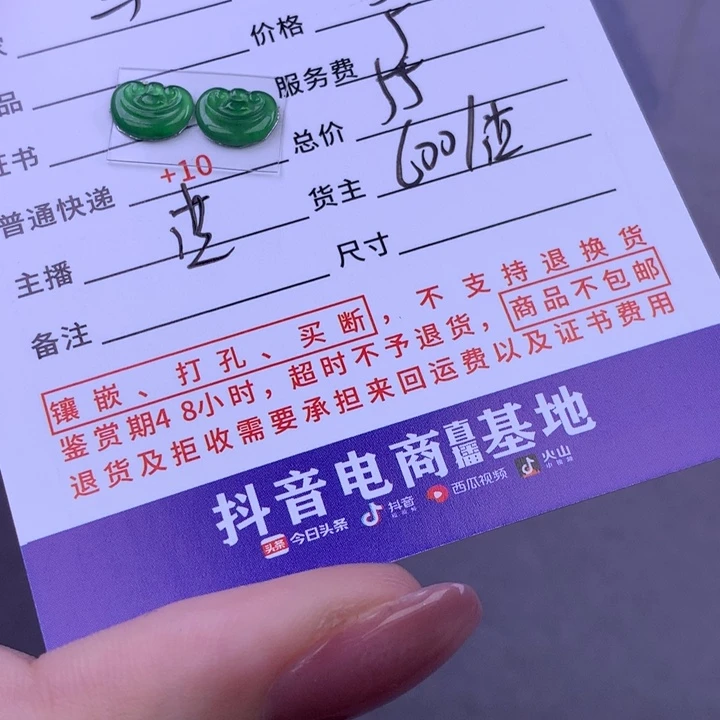 价格 5
品 服务费
证书 总价 600/
+10
普通快递 货主
主播 尺寸
备注
镶嵌、打孔、买断，不支持退换货
鉴赏期48小时，超时不予退货，商品不包邮
退货及拒收需要承担来回运费以及证书费用
抖音电商直播基地
头条 今日头条 抖音 西瓜视频 火山